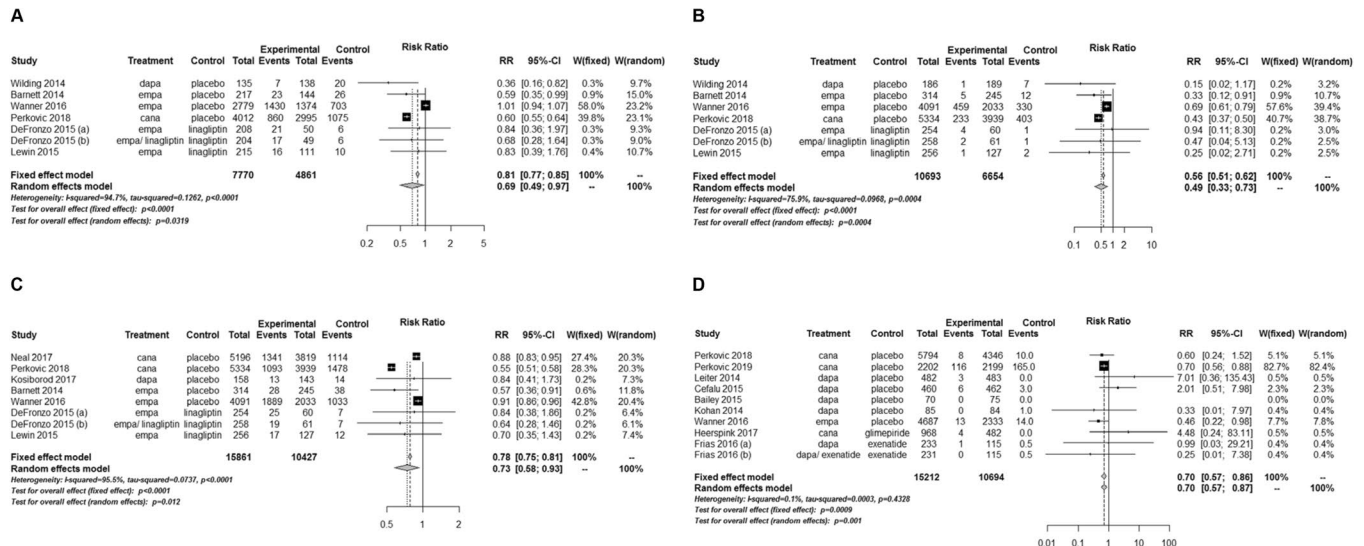 A
Experimental Control
Risk Ratio
Study Treatment Control Total Events Total Events RR 95%-CI W(fixed) W(random)
Wilding 2014 dapa placebo 135 7 138 20 0.36 [0.16; 0.82] 0.3% 9.7%
Barnett 2014 empa placebo 217 23 144 26 0.59 [0.35; 0.99] 0.9% 15.0%
Wanner 2016 empa placebo 2779 1430 1374 703 1.01 [0.94; 1.07] 58.0% 23.2%
Perkovic 2018 cana placebo 4012 860 2995 1075 0.60 [0.55; 0.64] 39.8% 23.1%
DeFronzo 2015 (a) empa linagliptin 208 21 50 6 0.84 [0.36; 1.97] 0.3% 9.3%
DeFronzo 2015 (b) empa/ linagliptin linagliptin 204 17 49 6 0.68 [0.28; 1.64] 0.3% 9.0%
Lewin 2015 empa linagliptin 215 16 111 10 0.83 [0.39; 1.76] 0.4% 10.7%
Fixed effect model 7770 4861 0.81 [0.77; 0.85] 100% --
Random effects model 0.69 [0.49; 0.97] -- 100%
Heterogeneity: I-squared=94.7%, tau-squared=0.1262, p<0.0001
Test for overall effect (fixed effect): p<0.0001
Test for overall effect (random effects): p=0.0319
0.2 0.5 1 2 5
B
Experimental Control
Risk Ratio
Study Treatment Control Total Events Total Events RR 95%-CI W(fixed) W(random)
Wilding 2014 dapa placebo 186 1 189 7 0.15 [0.02; 1.17] 0.2% 3.2%
Barnett 2014 empa placebo 314 5 245 12 0.33 [0.12; 0.91] 0.9% 10.7%
Wanner 2016 empa placebo 4091 459 2033 330 0.69 [0.61; 0.79] 57.6% 39.4%
Perkovic 2018 cana placebo 5334 233 3939 403 0.43 [0.37; 0.50] 40.7% 38.7%
DeFronzo 2015 (a) empa linagliptin 254 4 60 1 0.94 [0.11; 8.30] 0.2% 3.0%
DeFronzo 2015 (b) empa/ linagliptin linagliptin 258 2 61 1 0.47 [0.04; 5.13] 0.2% 2.5%
Lewin 2015 empa linagliptin 256 1 127 2 0.25 [0.02; 2.71] 0.2% 2.5%
Fixed effect model 10693 6654 0.56 [0.51; 0.62] 100% --
Random effects model 0.49 [0.33; 0.73] -- 100%
Heterogeneity: I-squared=75.9%, tau-squared=0.0968, p=0.0004
Test for overall effect (fixed effect): p<0.0001
Test for overall effect (random effects): p=0.0004
0.1 0.5 1 2 10
C
Experimental Control
Risk Ratio
Study Treatment Control Total Events Total Events RR 95%-CI W(fixed) W(random)
Neal 2017 cana placebo 5196 1341 3819 1114 0.88 [0.83; 0.95] 27.4% 20.3%
Perkovic 2018 cana placebo 5334 1093 3939 1478 0.55 [0.51; 0.58] 28.3% 20.3%
Kosiborod 2017 dapa placebo 158 13 143 14 0.84 [0.41; 1.73] 0.2% 7.2%
Barnett 2014 empa placebo 314 28 245 38 0.57 [0.36; 0.91] 0.6% 11.8%
Wanner 2016 empa placebo 4091 1889 2033 1033 0.91 [0.86; 0.96] 42.8% 20.4%
DeFronzo 2015 (a) empa linagliptin 254 25 60 7 0.84 [0.38; 1.86] 0.2% 6.4%
DeFronzo 2015 (b) empa/ linagliptin linagliptin 258 19 61 7 0.64 [0.28; 1.46] 0.2% 6.1%
Lewin 2015 empa linagliptin 256 17 127 12 0.70 [0.35; 1.43] 0.2% 7.4%
Fixed effect model 15861 10427 0.78 [0.75; 0.81] 100% --
Random effects model 0.73 [0.58; 0.93] -- 100%
Heterogeneity: I-squared=95.5%, tau-squared=0.0737, p<0.0001
Test for overall effect (fixed effect): p<0.0001
Test for overall effect (random effects): p=0.012
0.5 1 2
D
Experimental Control
Risk Ratio
Study Treatment Control Total Events Total Events RR 95%-CI W(fixed) W(random)
Perkovic 2018 cana placebo 5794 8 4346 10.0 0.60 [0.24; 1.52] 5.1% 5.1%
Perkovic 2019 cana placebo 2202 116 2199 165.0 0.70 [0.56; 0.88] 82.7% 82.4%
Leiter 2014 dapa placebo 482 3 483 0.0 7.01 [0.36; 135.43] 0.5% 0.5%
Cefalu 2015 dapa placebo 460 6 462 3.0 2.01 [0.51; 7.98] 2.3% 2.3%
Bailey 2015 dapa placebo 70 0 75 0.0 0.0% 0.0%
Kohan 2014 dapa placebo 85 0 84 1.0 0.33 [0.01; 7.97] 0.4% 0.4%
Wanner 2016 empa placebo 4687 13 2333 14.0 0.46 [0.22; 0.98] 7.7% 7.8%
Heerspink 2017 cana glimepiride 968 4 482 0.0 4.48 [0.24; 83.11] 0.5% 0.5%
Frias 2016 (a) dapa exenatide 233 1 115 0.0 0.99 [0.03; 29.21] 0.4% 0.4%
Frias 2016 (b) dapa/ exenatide exenatide 231 0 115 0.5 0.25 [0.01; 7.38] 0.4% 0.4%
Fixed effect model 15212 10694 0.70 [0.57; 0.86] 100% --
Random effects model 0.70 [0.57; 0.87] -- 100%
Heterogeneity: I-squared=0.1%, tau-squared=0.0003, p=0.4328
Test for overall effect (fixed effect): p=0.0009
Test for overall effect (random effects): p=0.001
0.01 0.1 1 10 100